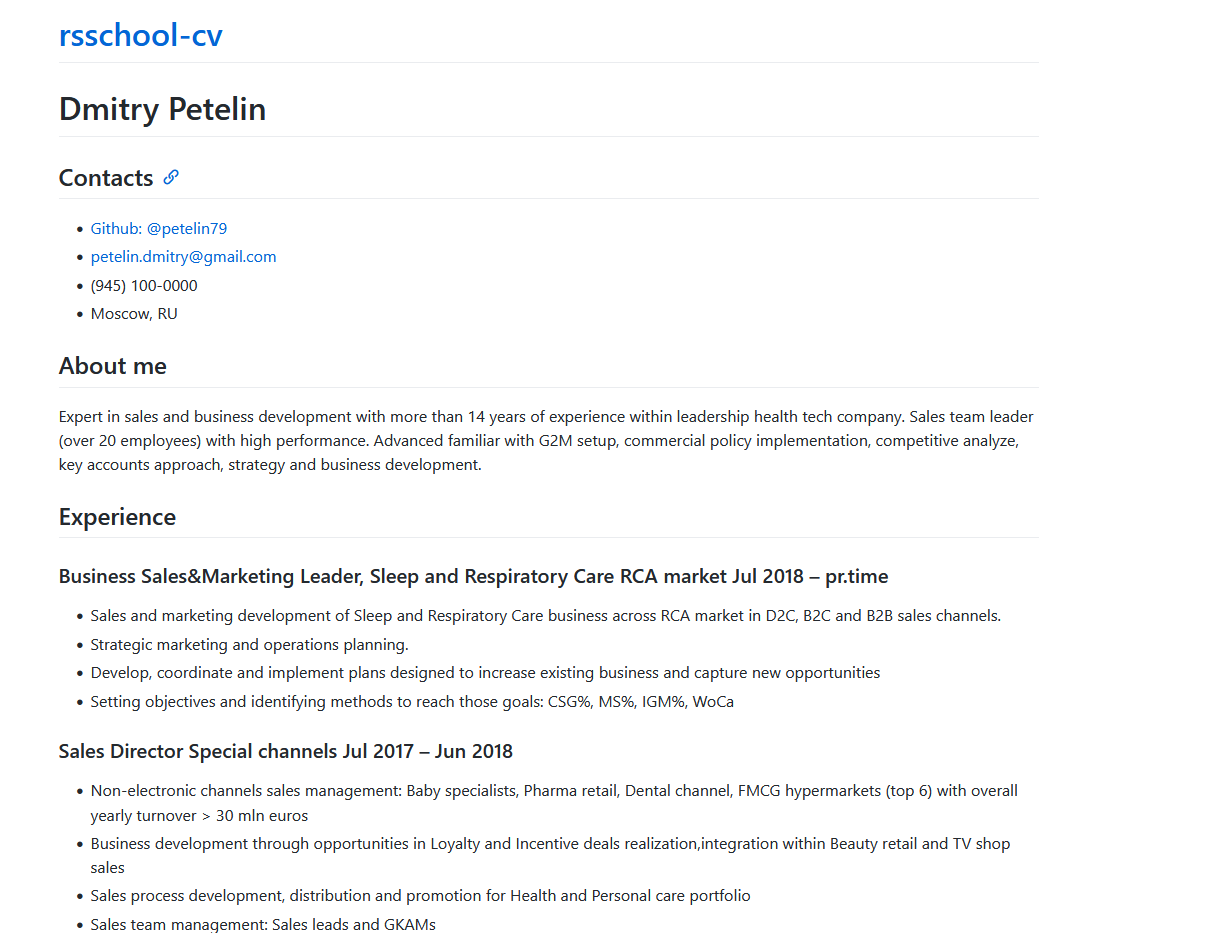 rsschool-cv
Dmitry Petelin
Contacts
Github: @petelin79
petelin.dmitry@gmail.com
(945) 100-0000
Moscow, RU
About me
Expert in sales and business development with more than 14 years of experience within leadership health tech company. Sales team leader
(over 20 employees) with high performance. Advanced familiar with G2M setup, commercial policy implementation, competitive analyze,
key accounts approach, strategy and business development.
Experience
Business Sales&Marketing Leader, Sleep and Respiratory Care RCA market Jul 2018 – pr.time
Sales and marketing development of Sleep and Respiratory Care business across RCA market in D2C, B2C and B2B sales channels.
Strategic marketing and operations planning.
Develop, coordinate and implement plans designed to increase existing business and capture new opportunities
Setting objectives and identifying methods to reach those goals: CSG%, MS%, IGM%, WoCa
Sales Director Special channels Jul 2017 – Jun 2018
Non-electronic channels sales management: Baby specialists, Pharma retail, Dental channel, FMCG hypermarkets (top 6) with overall
yearly turnover > 30 mln euros
Business development through opportunities in Loyalty and Incentive deals realization,integration within Beauty retail and TV shop
sales
Sales process development, distribution and promotion for Health and Personal care portfolio
Sales team management: Sales leads and GKAMs